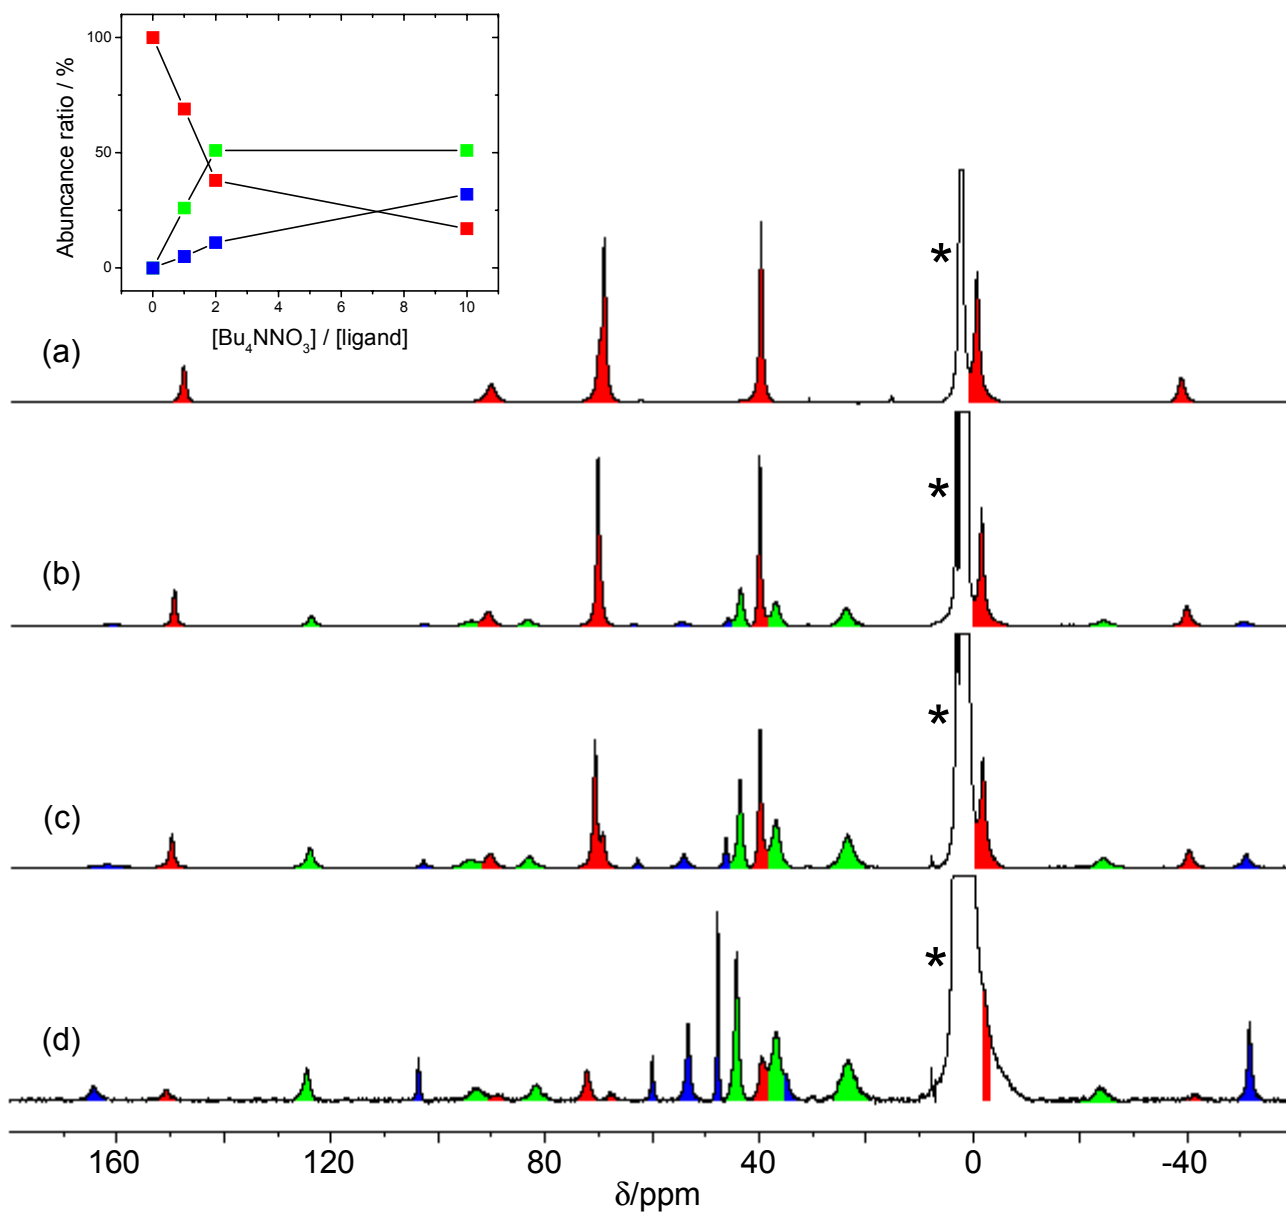 100
50
0
Abuncance ratio / %
0 2 4 6 8 10
[Bu₄NNO₃] / [ligand]
(a)
*
(b)
*
(c)
*
(d)
*
160 120 80 40 0 -40
δ/ppm